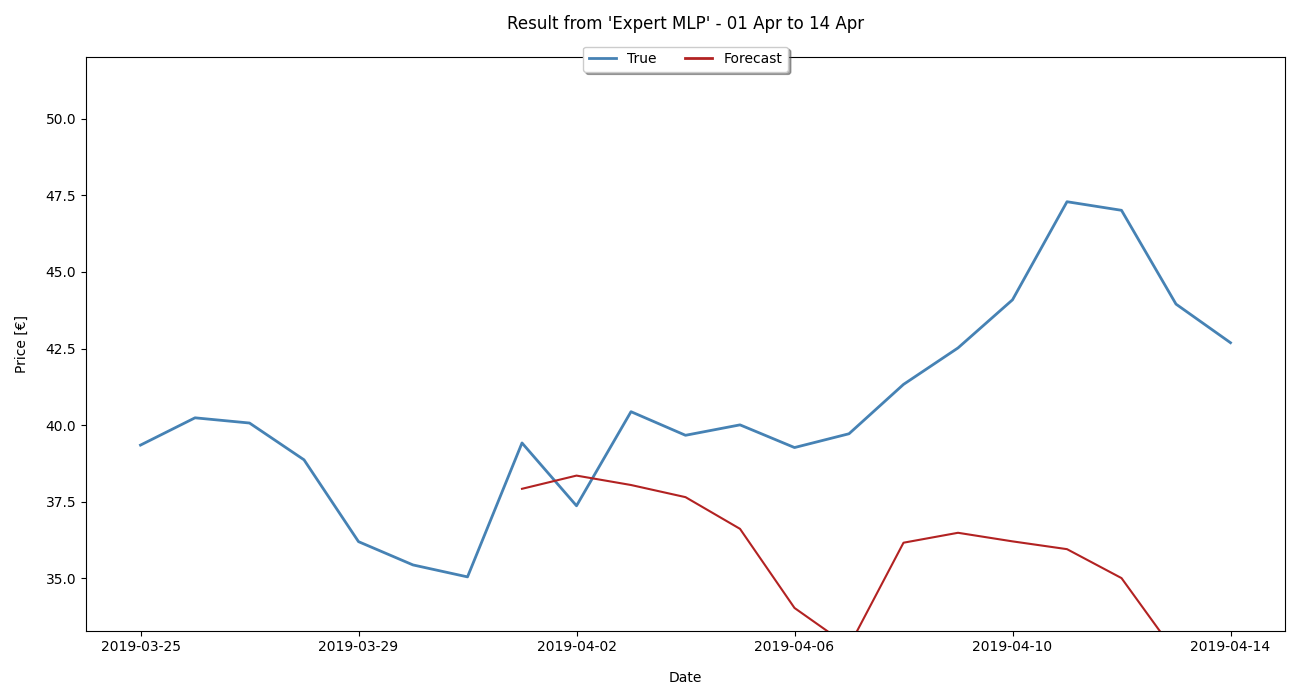 Result from 'Expert MLP' - 01 Apr to 14 Apr
True Forecast
50.0
47.5
45.0
42.5
40.0
37.5
35.0
Price [€]
2019-03-25 2019-03-29 2019-04-02 2019-04-06 2019-04-10 2019-04-14
Date